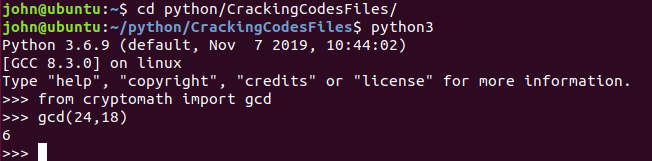 john@ubuntu:~$ cd python/CrackingCodesFiles/
john@ubuntu:~/python/CrackingCodesFiles$ python3
Python 3.6.9 (default, Nov  7 2019, 10:44:02)
[GCC 8.3.0] on linux
Type "help", "copyright", "credits" or "license" for more information.
>>> from cryptomath import gcd
>>> gcd(24,18)
6
>>>